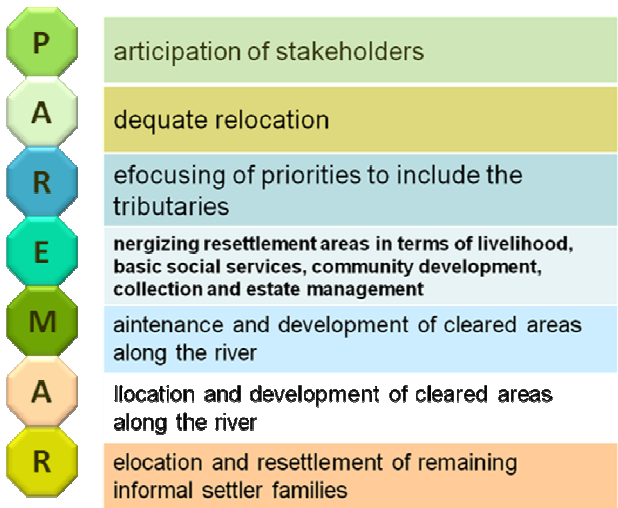 P articipation of stakeholders
A dequate relocation
R efocusing of priorities to include the
tributaries
E nergizing resettlement areas in terms of livelihood,
basic social services, community development,
collection and estate management
M aintenance and development of cleared areas
along the river
A llocation and development of cleared areas
along the river
R elocation and resettlement of remaining
informal settler families